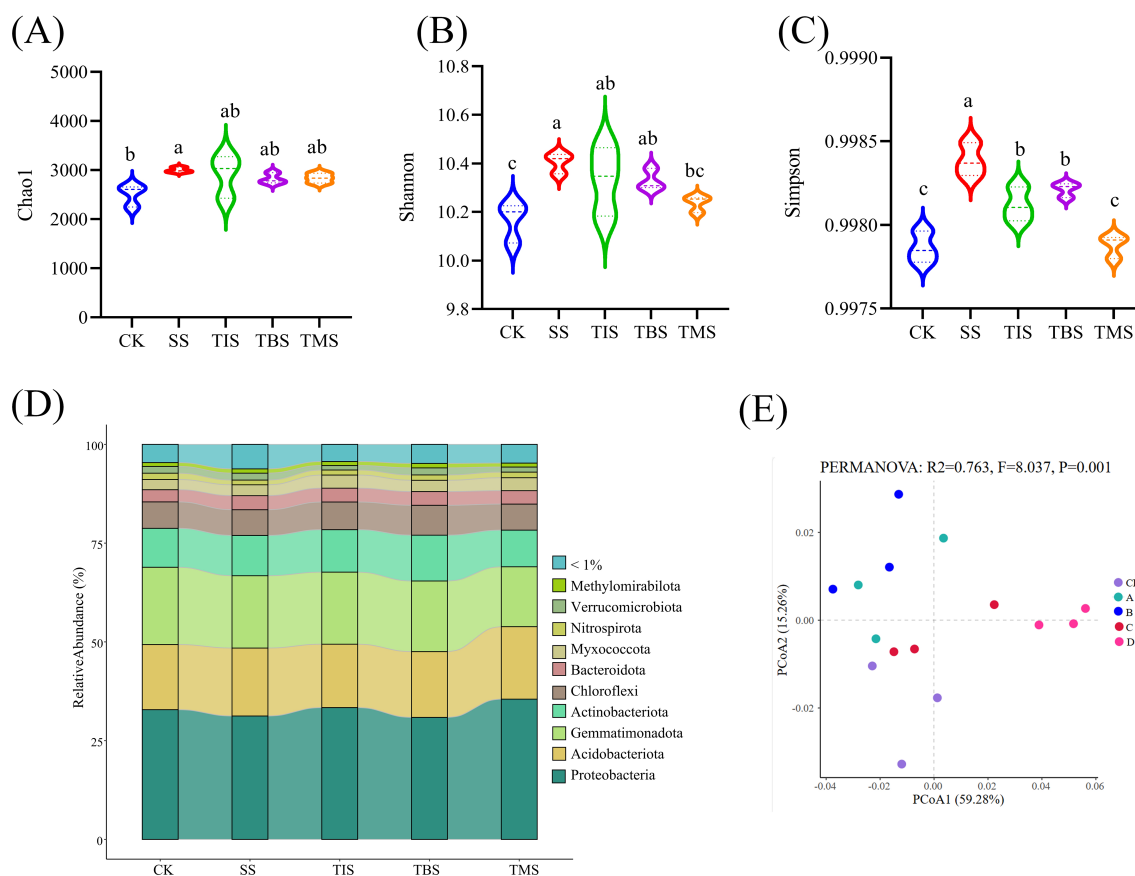 (A)
(B)
(C)
5000
4000
3000
2000
1000
0
Chao1
b
a
ab
ab
ab
CK
SS
TIS
TBS
TMS
10.8
10.6
10.4
10.2
10.0
9.8
Shannon
c
a
ab
ab
bc
CK
SS
TIS
TBS
TMS
0.9990
0.9985
0.9980
0.9975
Simpson
c
a
b
b
c
CK
SS
TIS
TBS
TMS
(D)
100
75
50
25
0
RelativeAbundance (%)
CK
SS
TIS
TBS
TMS
< 1%
Methylomirabilota
Verrucomicrobiota
Nitrospirota
Myxococcota
Bacteroidota
Chloroflexi
Actinobacteriota
Gemmatimonadota
Acidobacteriota
Proteobacteria
(E)
PERMANOVA: R2=0.763, F=8.037, P=0.001
0.02
0.00
-0.02
PCoA2 (15.26%)
-0.04
-0.02
0.00
0.02
0.04
0.06
PCoA1 (59.28%)
A
B
C
D